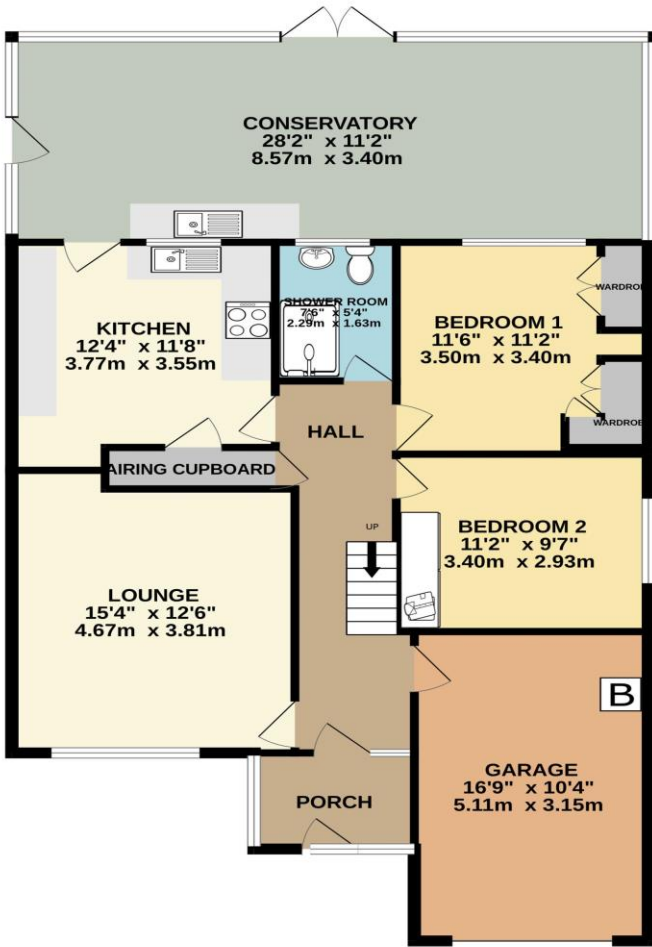 CONSERVATORY
28'2" x 11'2"
8.57m x 3.40m
KITCHEN
12'4" x 11'8"
3.77m x 3.55m
SHOWER ROOM
7'6" x 5'4"
2.29m x 1.63m
BEDROOM 1
11'6" x 11'2"
3.50m x 3.40m
WARDROBE
WARDROBE
HALL
AIRING CUPBOARD
UP
BEDROOM 2
11'2" x 9'7"
3.40m x 2.93m
LOUNGE
15'4" x 12'6"
4.67m x 3.81m
B
GARAGE
16'9" x 10'4"
5.11m x 3.15m
PORCH